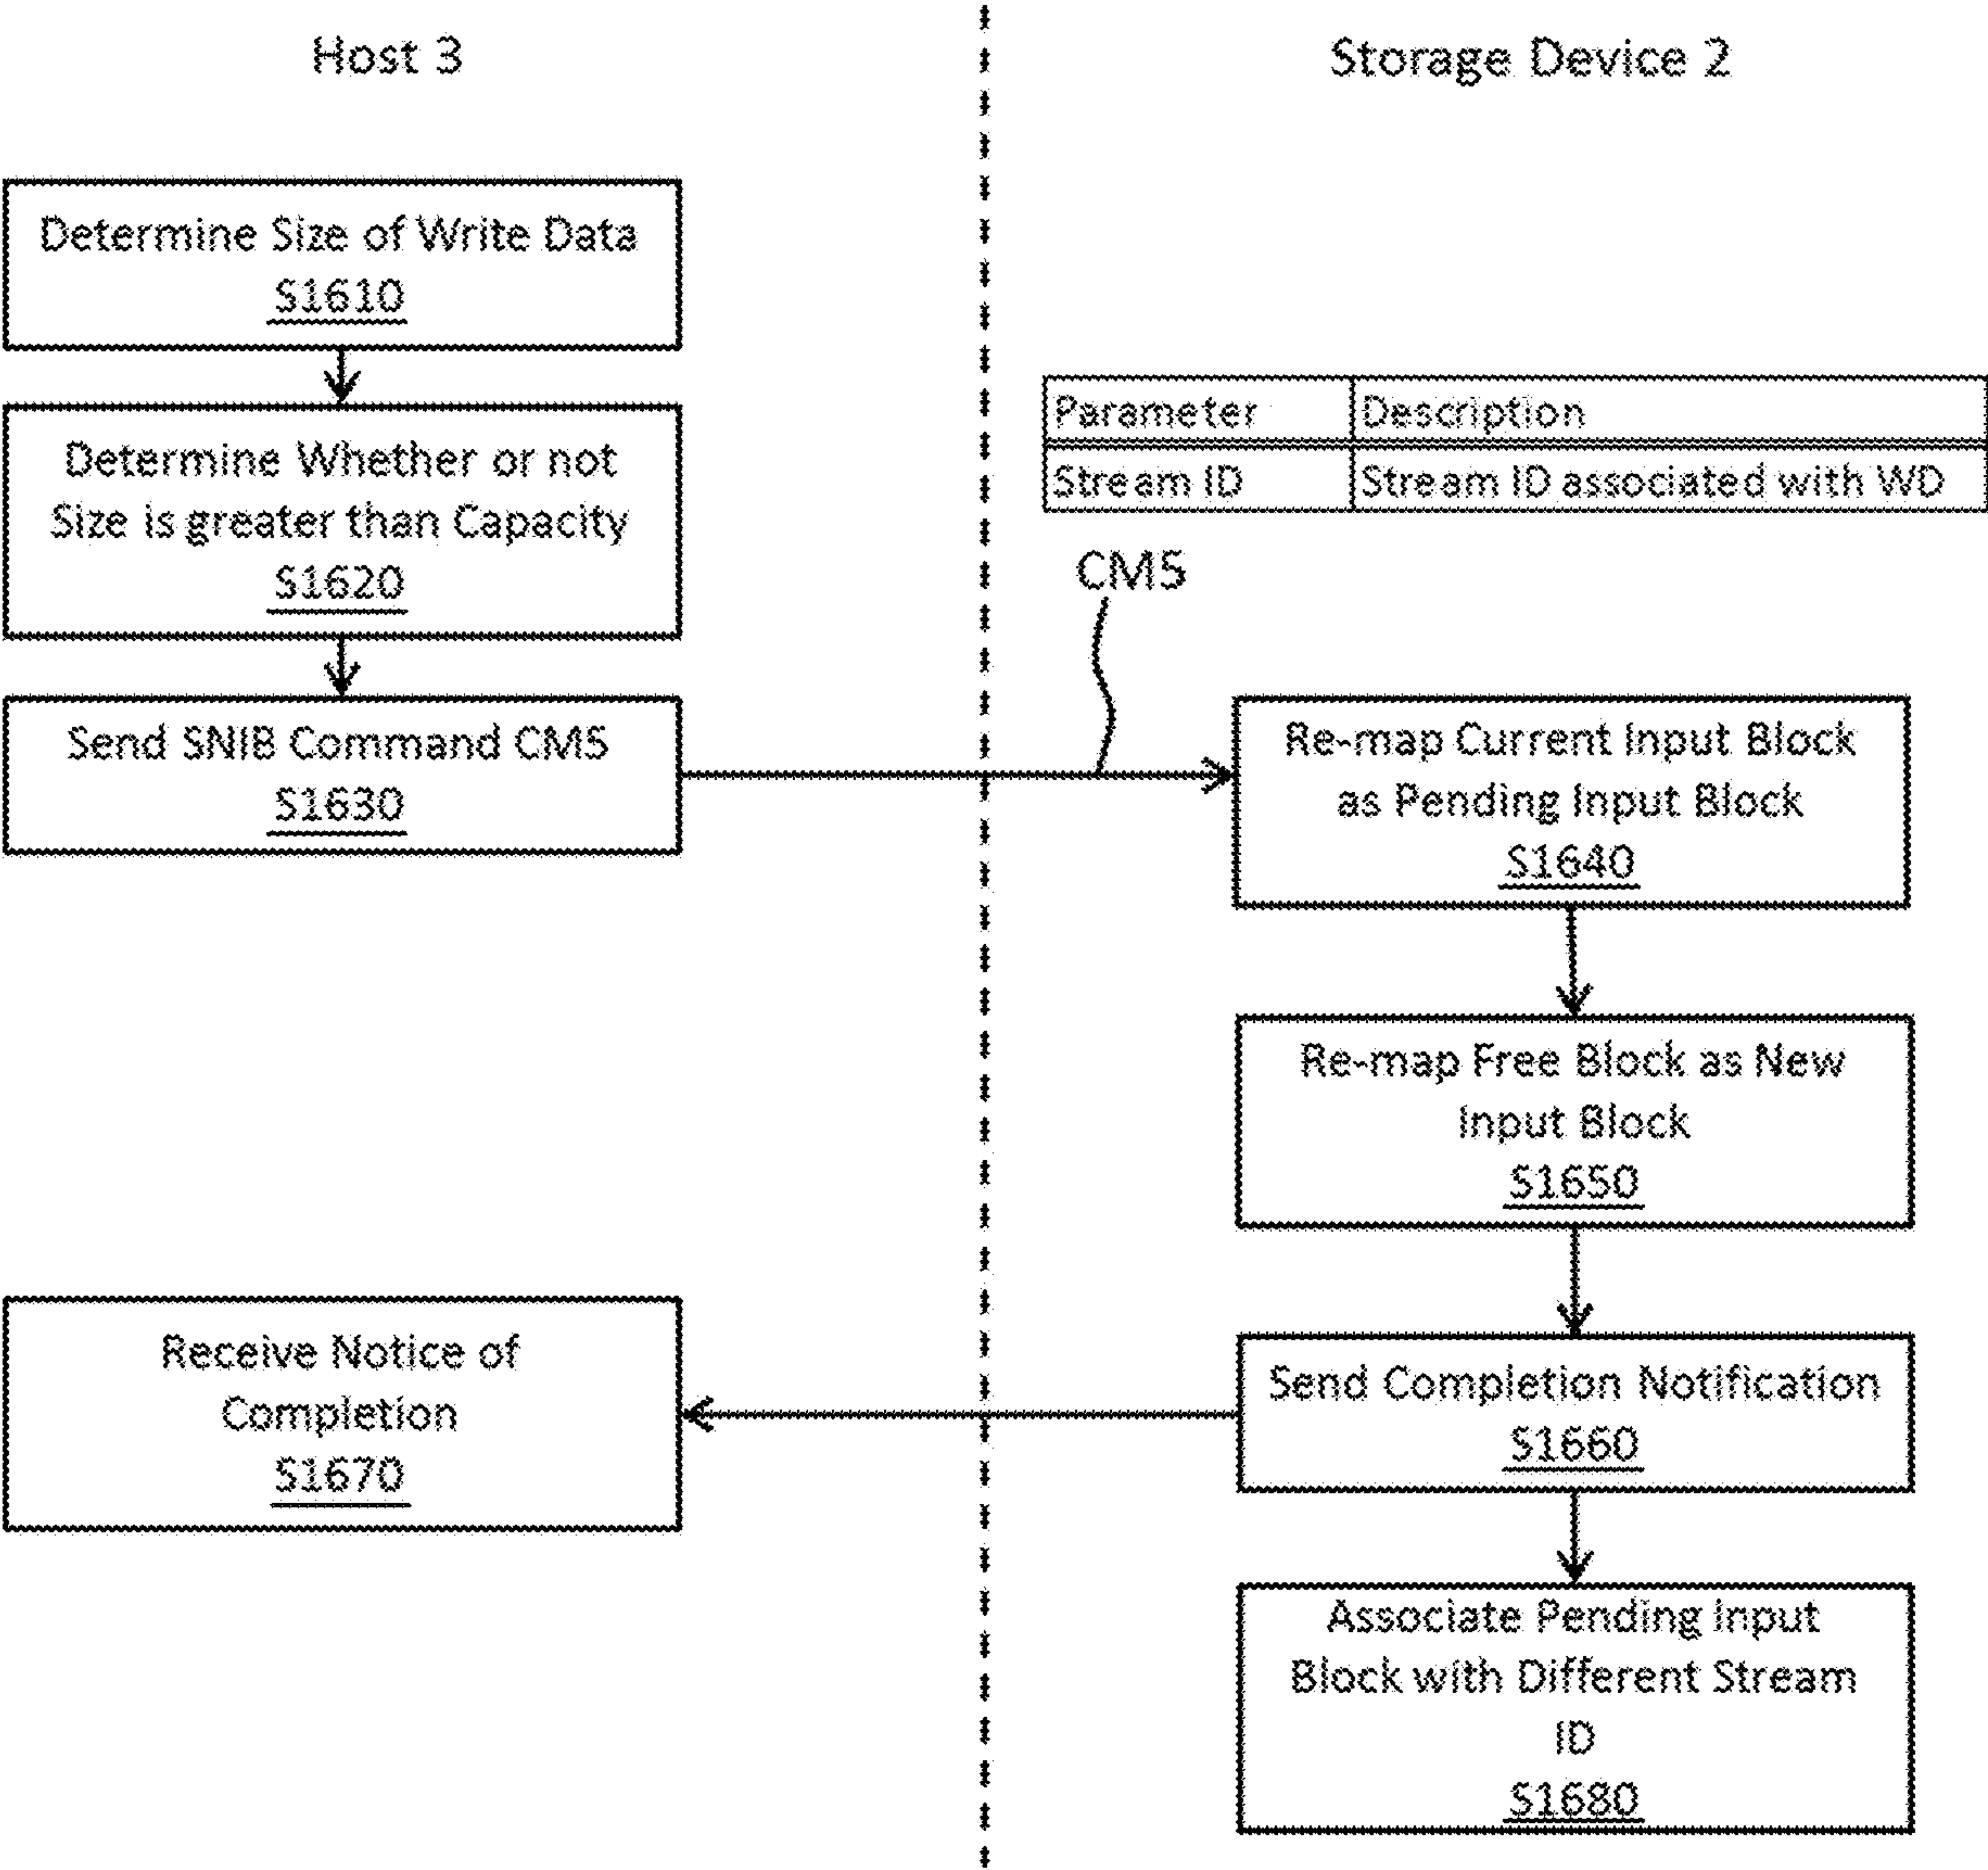 Host 3
Storage Device 2
Determine Size of Write Data
S1610
Determine Whether or not
Size is greater than Capacity
S1620
Send SNIB Command CM5
S1630
Parameter
Description
Stream ID
Stream ID associated with WD
CM5
Re-map Current Input Block
as Pending Input Block
S1640
Re-map Free Block as New
Input Block
S1650
Send Completion Notification
S1660
Receive Notice of
Completion
S1670
Associate Pending Input
Block with Different Stream
ID
S1680